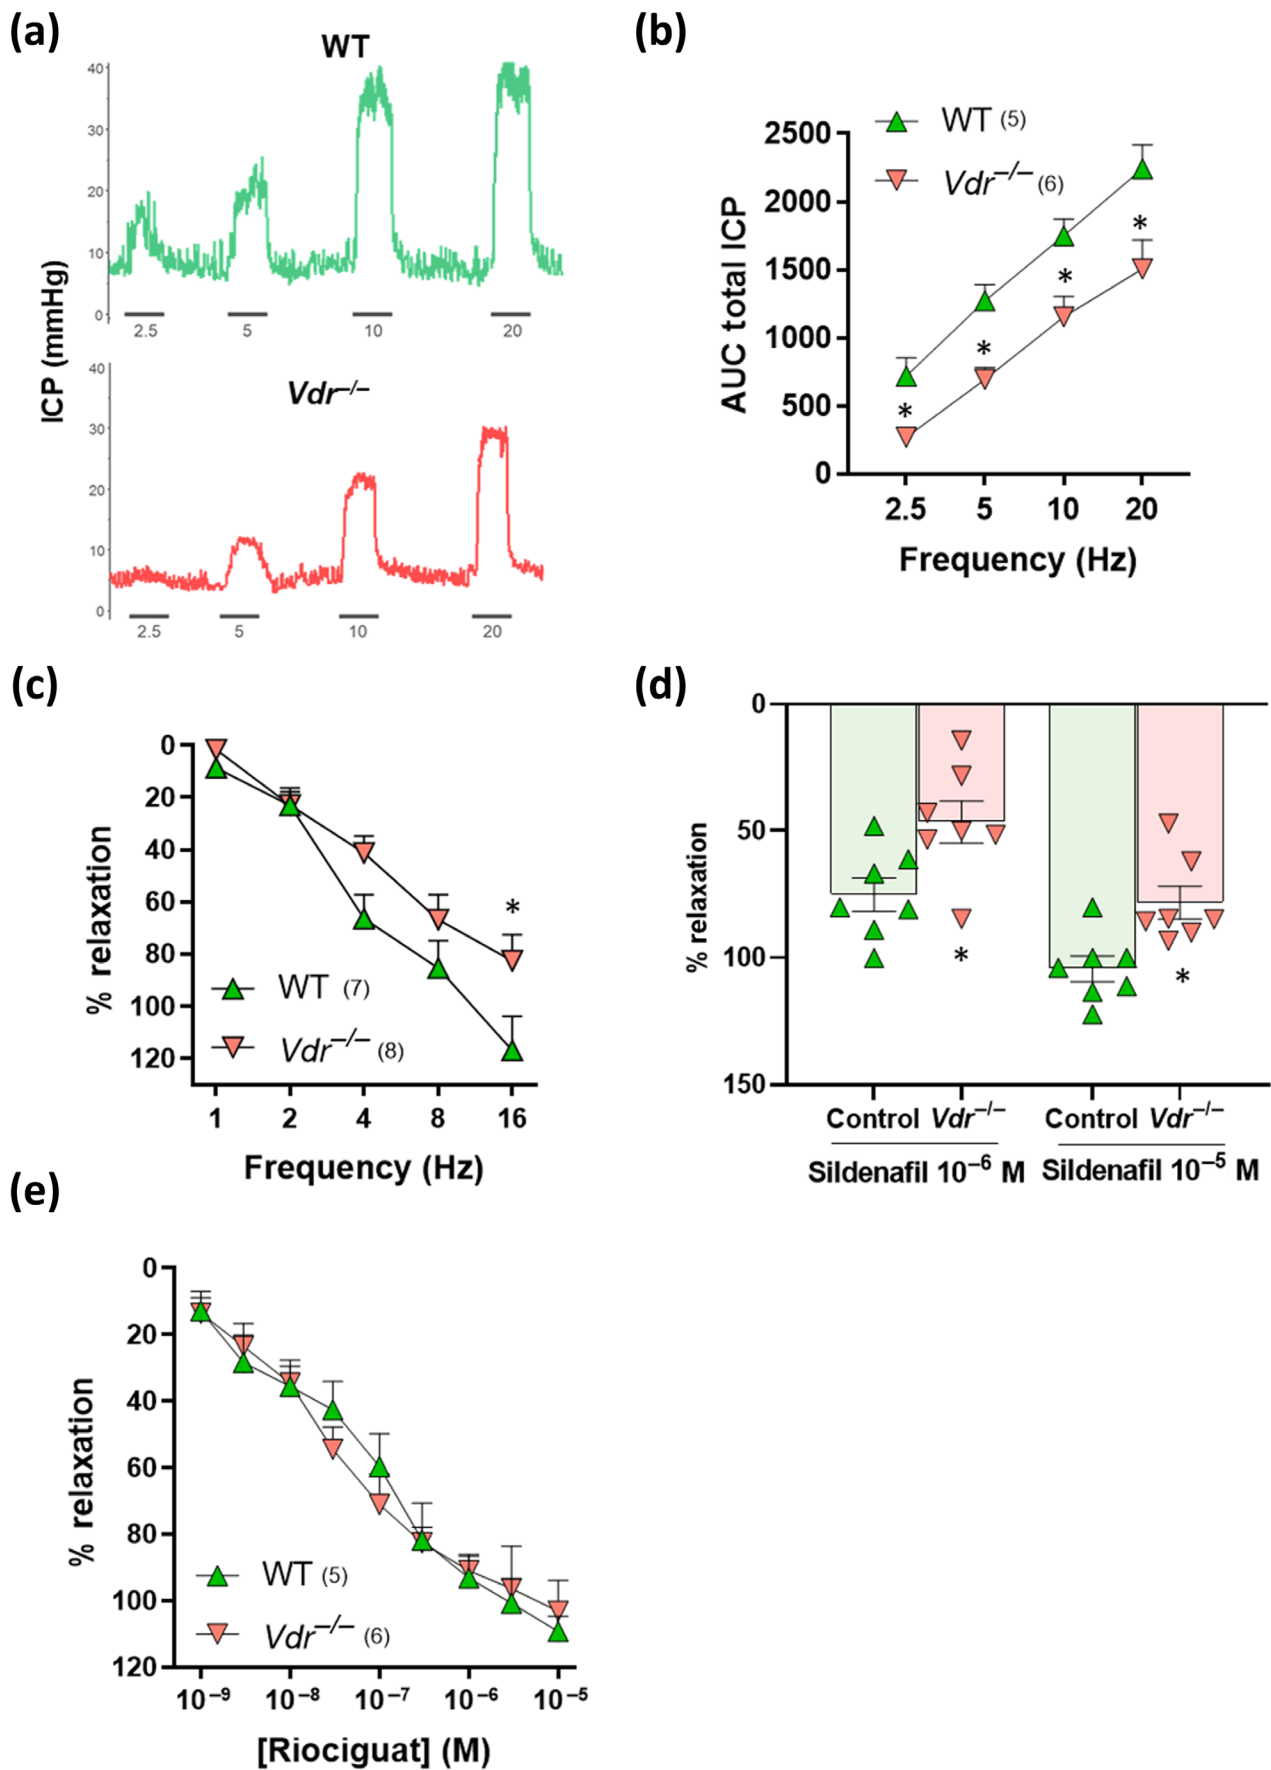 (a)
WT
40
30
20
10
0
2.5 5 10 20
ICP (mmHg)
Vdr−/−
40
30
20
10
0
2.5 5 10 20
(b)
WT (5)
Vdr−/− (6)
AUC total ICP
2500
2000
1500
1000
500
0
* * * *
2.5 5 10 20
Frequency (Hz)
(c)
% relaxation
0
20
40
60
80
100
120
*
WT (7)
Vdr−/− (8)
1 2 4 8 16
Frequency (Hz)
(d)
% relaxation
0
50
100
150
* *
Control Vdr−/− Control Vdr−/−
Sildenafil 10−6 M Sildenafil 10−5 M
(e)
% relaxation
0
20
40
60
80
100
120
WT (5)
Vdr−/− (6)
10−9 10−8 10−7 10−6 10−5
[Riociguat] (M)